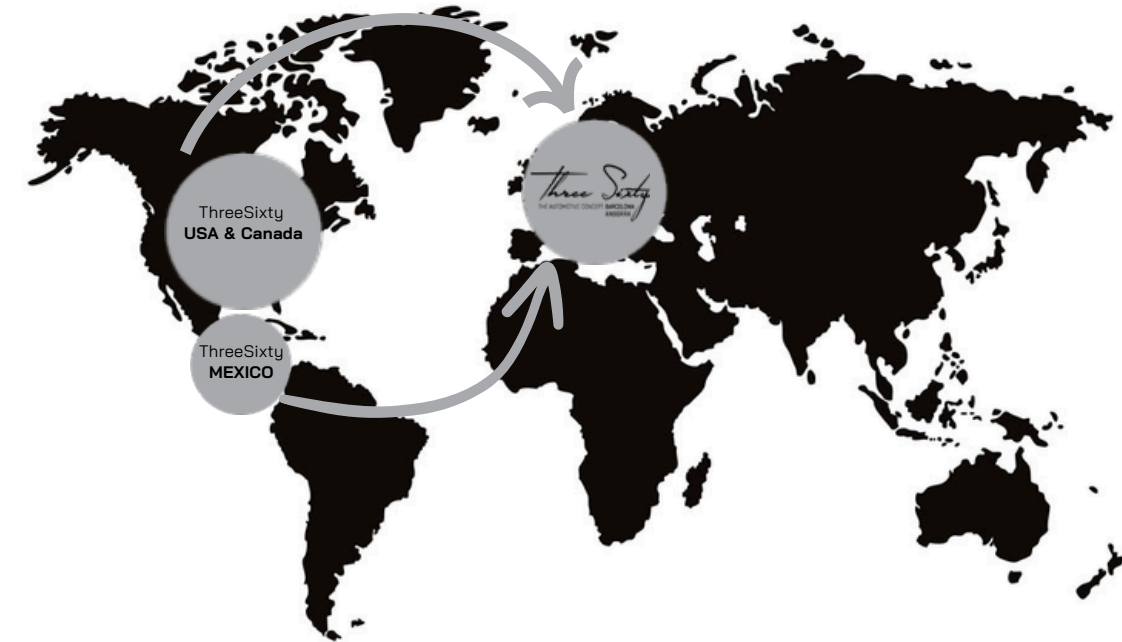 ThreeSixty
USA & Canada
Three Sixty
THE AUTOMOTIVE CONCEPT BARCELONA
ANDORRA
ThreeSixty
MEXICO